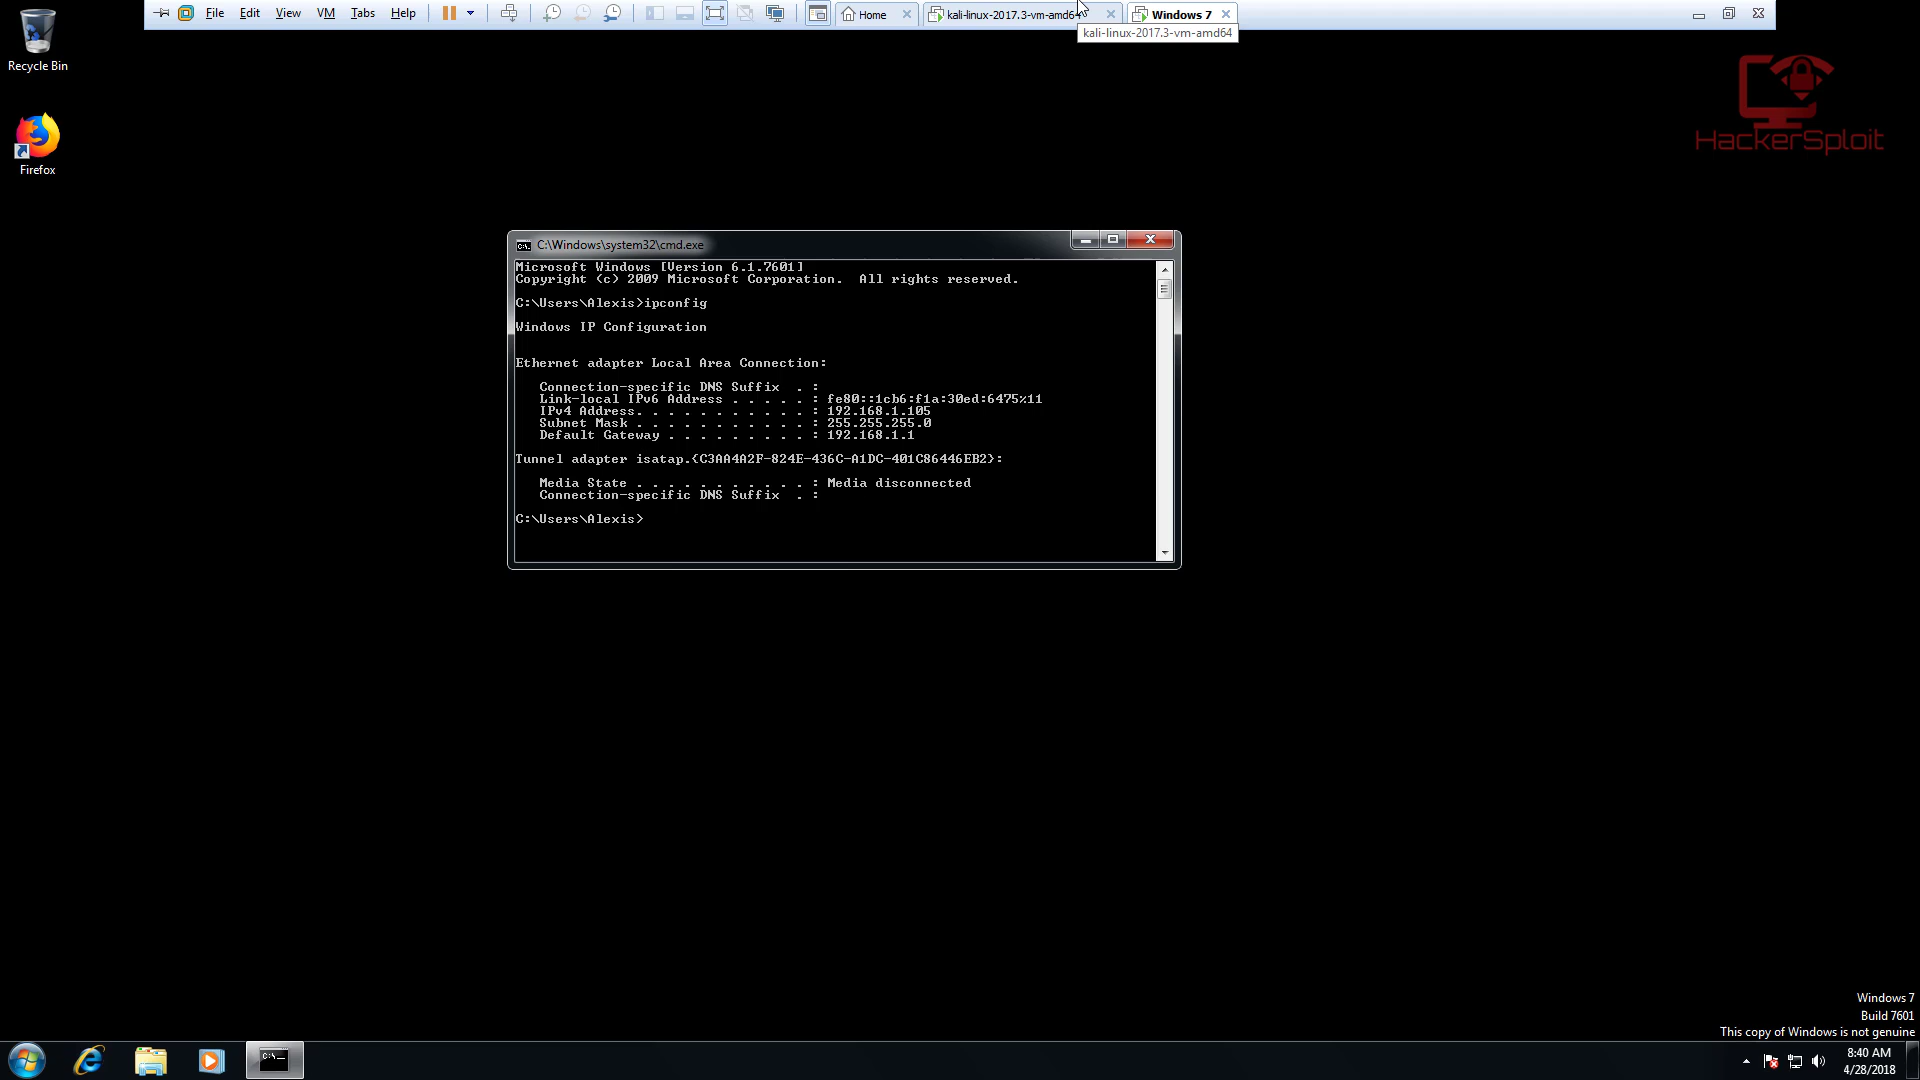 File Edit View VM Tabs Help Home kali-linux-2017.3-vm-amd64 Windows 7
kali-linux-2017.3-vm-amd64
Recycle Bin
Firefox
HackerSploit
C:\Windows\system32\cmd.exe
Microsoft Windows [Version 6.1.7601]
Copyright (c) 2009 Microsoft Corporation.  All rights reserved.
C:\Users\Alexis>ipconfig
Windows IP Configuration
Ethernet adapter Local Area Connection:
Connection-specific DNS Suffix  . :
Link-local IPv6 Address . . . . . : fe80::1cb6:f1a:30ed:6475%11
IPv4 Address. . . . . . . . . . . : 192.168.1.105
Subnet Mask . . . . . . . . . . . : 255.255.255.0
Default Gateway . . . . . . . . . : 192.168.1.1
Tunnel adapter isatap.{C3AA4A2F-824E-436C-A1DC-401C86446EB2}:
Media State . . . . . . . . . . . : Media disconnected
Connection-specific DNS Suffix  . :
C:\Users\Alexis>
Windows 7
Build 7601
This copy of Windows is not genuine
8:40 AM
4/28/2018